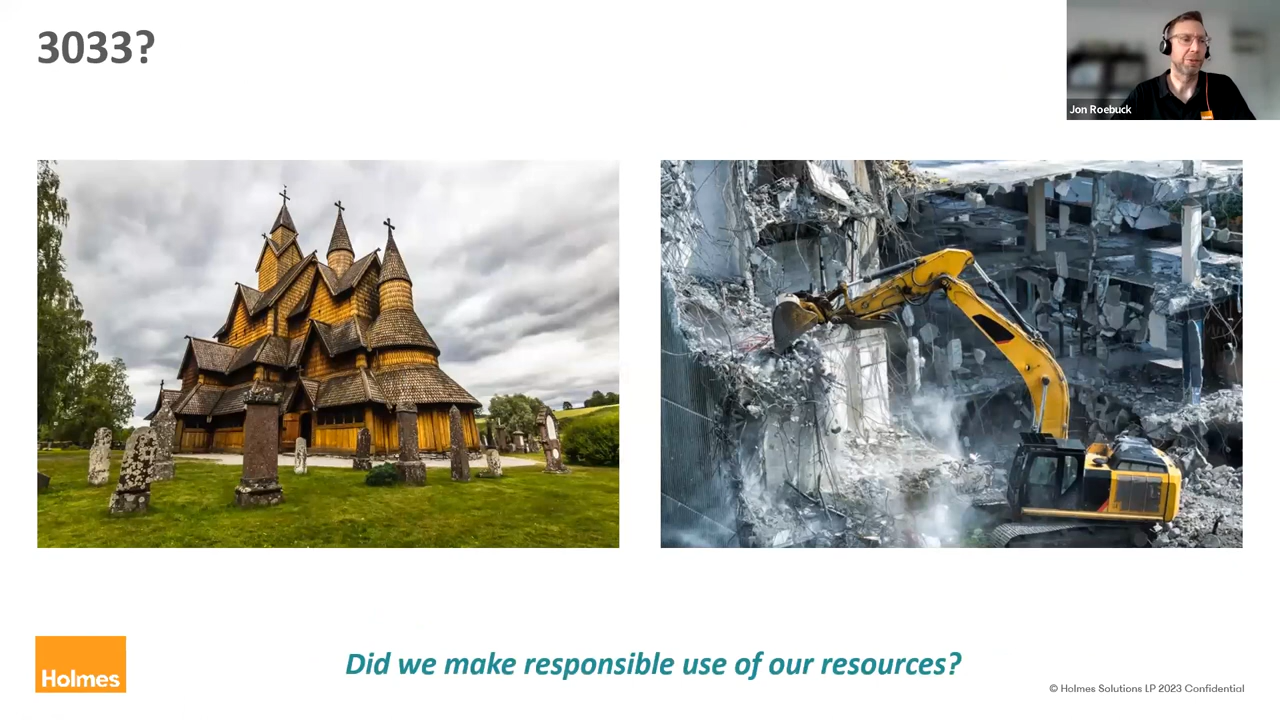 3033?
Jon Roebuck
Holmes
Did we make responsible use of our resources?
© Holmes Solutions LP 2023 Confidential